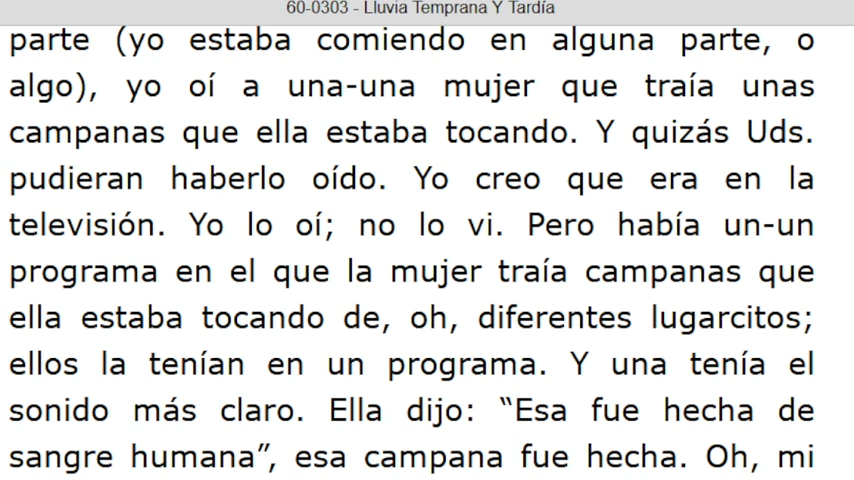 60-0303 - Lluvia Temprana Y Tardía
parte (yo estaba comiendo en alguna parte, o
algo), yo oí a una-una mujer que traía unas
campanas que ella estaba tocando. Y quizás Uds.
pudieran haberlo oído. Yo creo que era en la
televisión. Yo lo oí; no lo vi. Pero había un-un
programa en el que la mujer traía campanas que
ella estaba tocando de, oh, diferentes lugarcitos;
ellos la tenían en un programa. Y una tenía el
sonido más claro. Ella dijo: “Esa fue hecha de
sangre humana”, esa campana fue hecha. Oh, mi